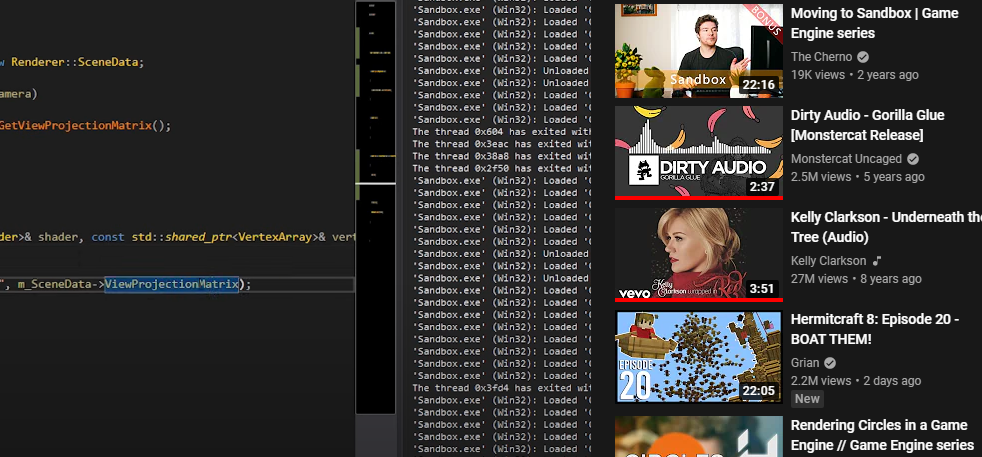 w Renderer::SceneData;
amera)
GetViewProjectionMatrix();
der>& shader, const std::shared_ptr<VertexArray>& vert
", m_SceneData->ViewProjectionMatrix);
'Sandbox.exe' (Win32): Loaded 'C
'Sandbox.exe' (Win32): Loaded 'C
'Sandbox.exe' (Win32): Loaded 'C
'Sandbox.exe' (Win32): Loaded 'C
'Sandbox.exe' (Win32): Loaded 'C
'Sandbox.exe' (Win32): Unloaded
'Sandbox.exe' (Win32): Unloaded
'Sandbox.exe' (Win32): Loaded 'C
'Sandbox.exe' (Win32): Loaded 'C
'Sandbox.exe' (Win32): Loaded 'C
The thread 0x604 has exited wit
The thread 0x3eac has exited wi
The thread 0x38a8 has exited wi
The thread 0x2f50 has exited wi
'Sandbox.exe' (Win32): Loaded 'C
'Sandbox.exe' (Win32): Loaded 'C
'Sandbox.exe' (Win32): Loaded 'C
'Sandbox.exe' (Win32): Loaded 'C
'Sandbox.exe' (Win32): Loaded 'C
'Sandbox.exe' (Win32): Loaded 'C
'Sandbox.exe' (Win32): Loaded 'C
'Sandbox.exe' (Win32): Loaded 'C
'Sandbox.exe' (Win32): Unloaded
'Sandbox.exe' (Win32): Loaded 'C
'Sandbox.exe' (Win32): Loaded 'C
'Sandbox.exe' (Win32): Loaded 'C
'Sandbox.exe' (Win32): Loaded 'C
'Sandbox.exe' (Win32): Loaded 'C
'Sandbox.exe' (Win32): Loaded 'C
'Sandbox.exe' (Win32): Loaded 'C
'Sandbox.exe' (Win32): Loaded 'C
The thread 0x3fd4 has exited wi
'Sandbox.exe' (Win32): Loaded 'C
'Sandbox.exe' (Win32): Loaded 'C
'Sandbox.exe' (Win32): Loaded 'C
'Sandbox.exe' (Win32): Loaded 'C
'Sandbox.exe' (Win32): Loaded 'C
BONUS
Sandbox
22:16
Moving to Sandbox | Game
Engine series
The Cherno
19K views • 2 years ago
DIRTY AUDIO
GORILLA GLUE
2:37
Dirty Audio - Gorilla Glue
[Monstercat Release]
Monstercat Uncaged
2.5M views • 5 years ago
vevo
Kelly
Clarkson wrapped in
RED
3:51
Kelly Clarkson - Underneath the
Tree (Audio)
Kelly Clarkson
27M views • 8 years ago
EPISODE
20
22:05
Hermitcraft 8: Episode 20 -
BOAT THEM!
Grian
2.2M views • 2 days ago
New
CIRCLES
Rendering Circles in a Game
Engine // Game Engine series